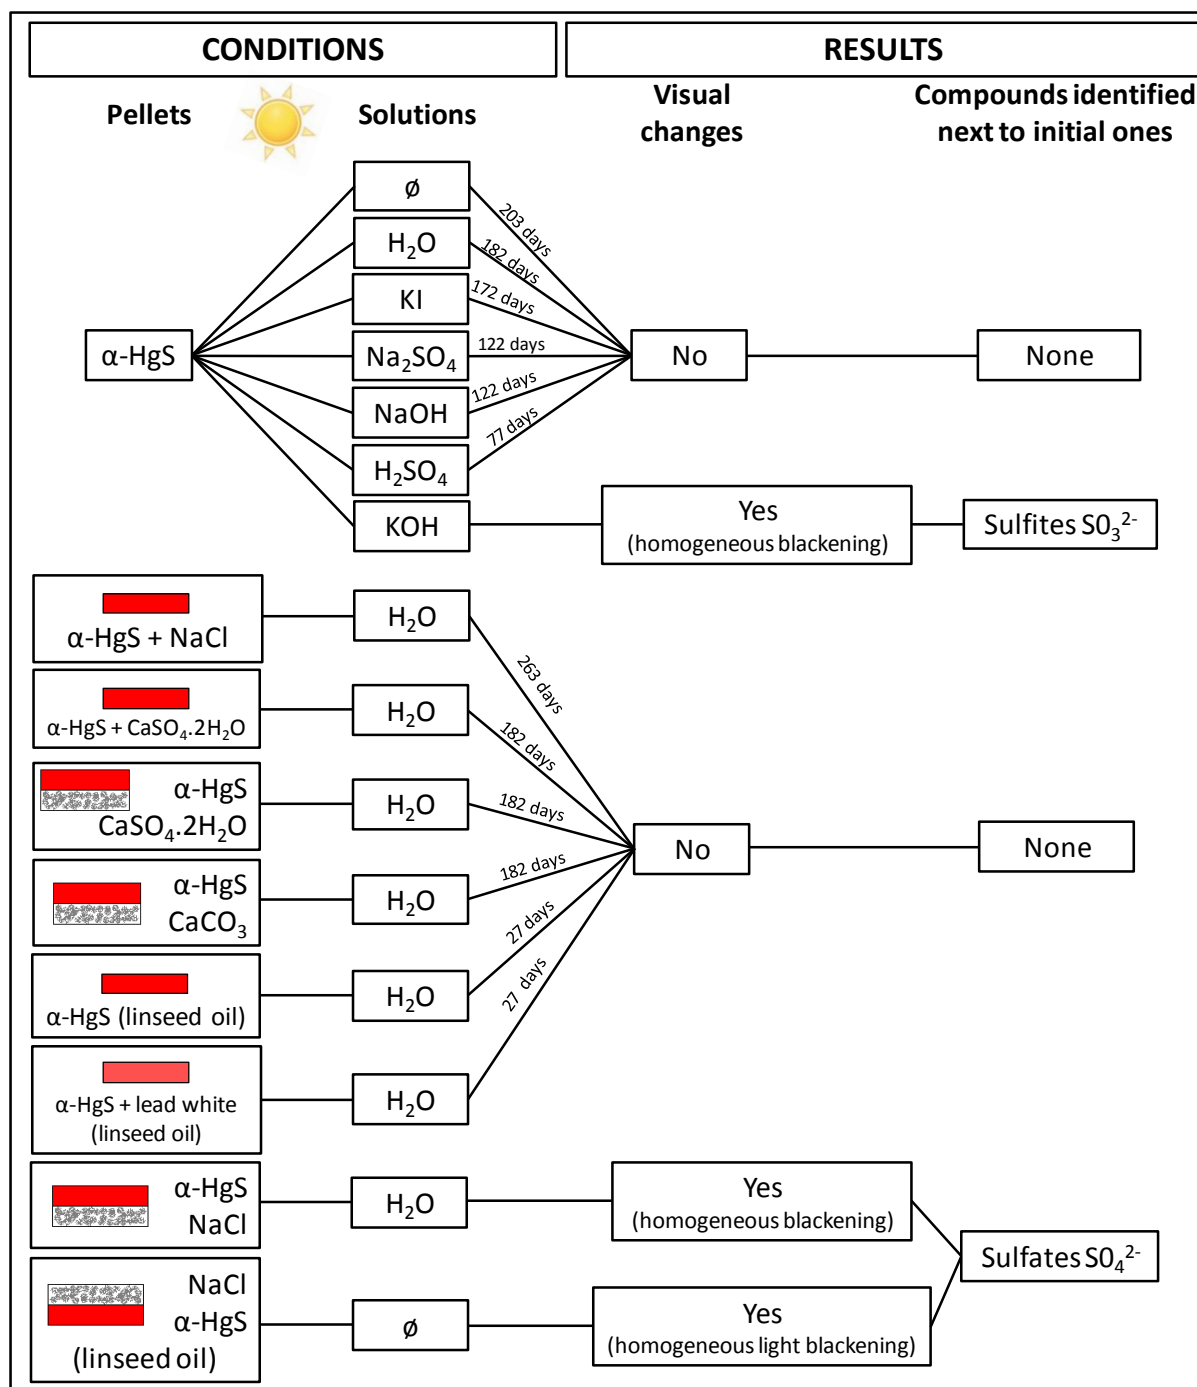 CONDITIONS
RESULTS
Pellets
Solutions
Visual
changes
Compounds identified
next to initial ones
ø
H₂O
KI
α-HgS
Na₂SO₄
NaOH
H₂SO₄
KOH
203 days
182 days
172 days
122 days
122 days
77 days
No
None
Yes
(homogeneous blackening)
Sulfites S0₃²⁻
α-HgS + NaCl
H₂O
263 days
α-HgS + CaSO₄.2H₂O
H₂O
182 days
α-HgS
CaSO₄.2H₂O
H₂O
182 days
No
None
α-HgS
CaCO₃
H₂O
182 days
α-HgS (linseed oil)
H₂O
27 days
α-HgS + lead white
(linseed oil)
H₂O
27 days
α-HgS
NaCl
H₂O
Yes
(homogeneous blackening)
Sulfates S0₄²⁻
NaCl
α-HgS
(linseed oil)
ø
Yes
(homogeneous light blackening)